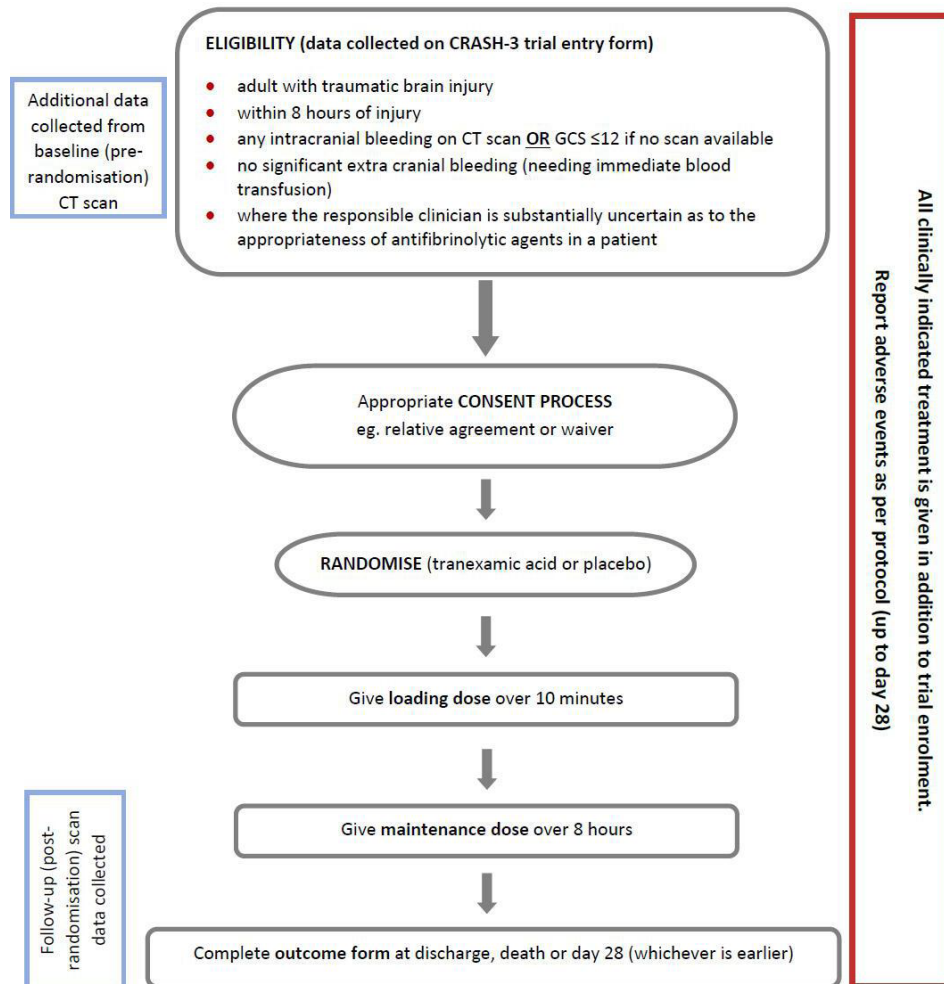 ELIGIBILITY (data collected on CRASH-3 trial entry form)
• adult with traumatic brain injury
• within 8 hours of injury
• any intracranial bleeding on CT scan OR GCS ≤12 if no scan available
• no significant extra cranial bleeding (needing immediate blood
transfusion)
• where the responsible clinician is substantially uncertain as to the
appropriateness of antifibrinolytic agents in a patient
Additional data
collected from
baseline (pre-
randomisation)
CT scan
Appropriate CONSENT PROCESS
eg. relative agreement or waiver
RANDOMISE (tranexamic acid or placebo)
Give loading dose over 10 minutes
Give maintenance dose over 8 hours
Follow-up (post-
randomisation) scan
data collected
Complete outcome form at discharge, death or day 28 (whichever is earlier)
All clinically indicated treatment is given in addition to trial enrolment.
Report adverse events as per protocol (up to day 28)